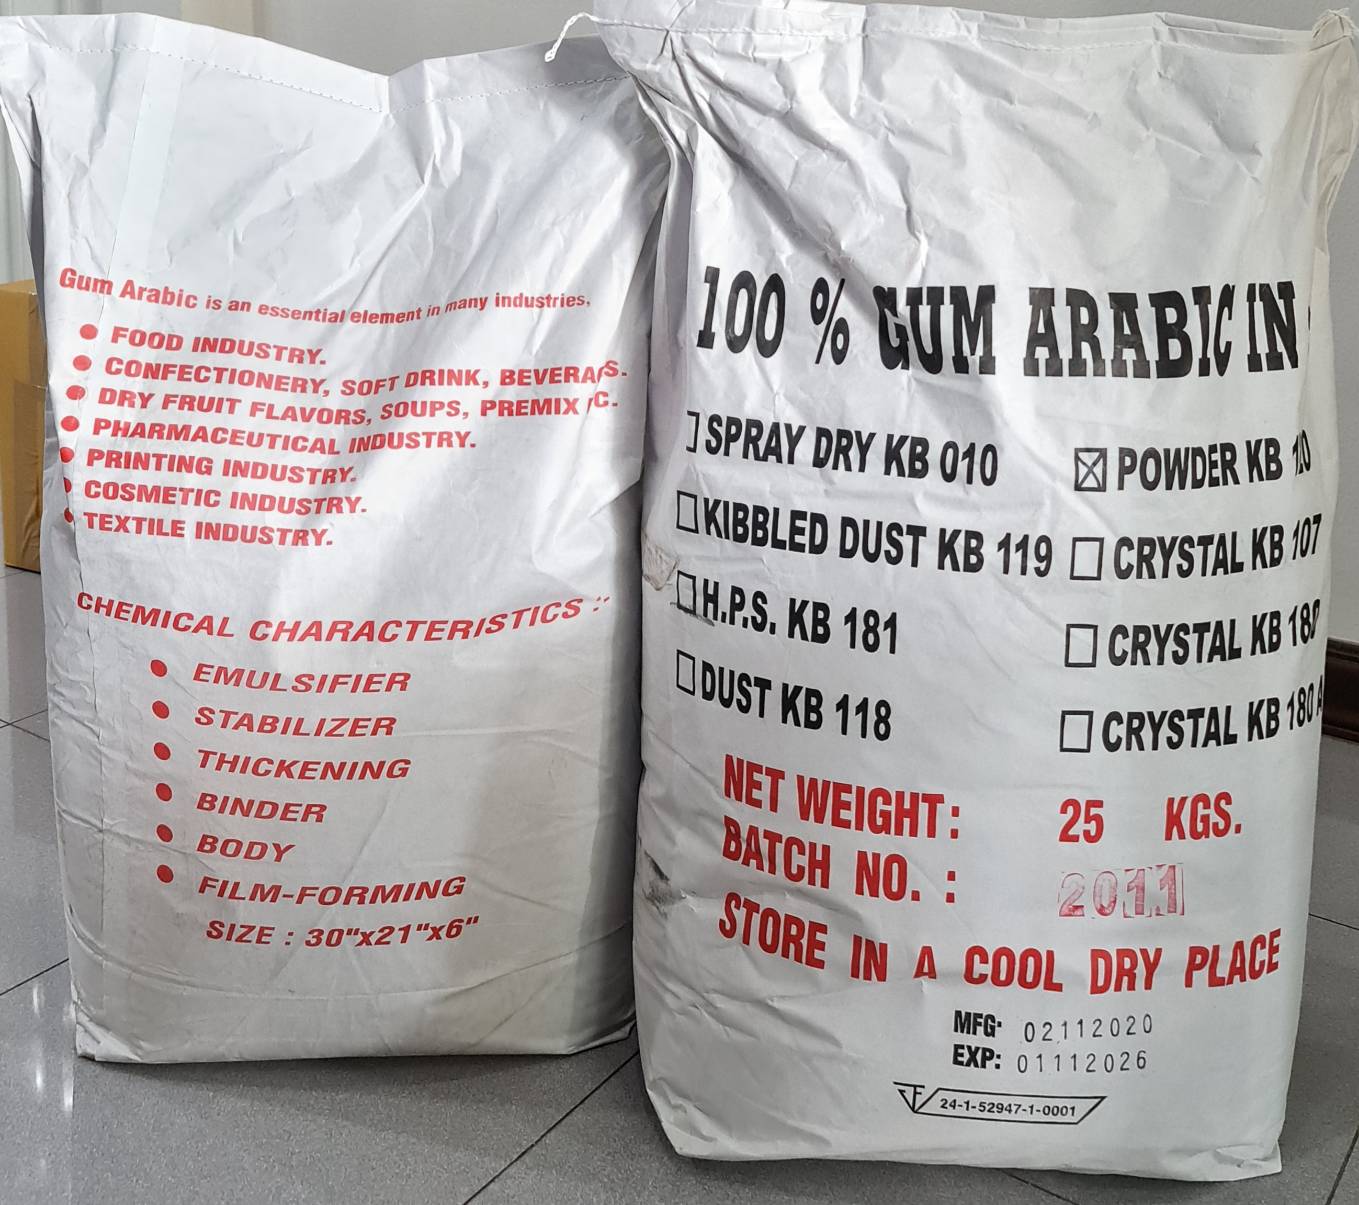 Gum Arabic is an essential element in many industries,
FOOD INDUSTRY.
CONFECTIONERY, SOFT DRINK,
DRY FRUIT FLAVORS, SOUPS, PREMIX
PHARMACEUTICAL INDUSTRY.
PRINTING INDUSTRY.
COSMETIC INDUSTRY.
TEXTILE INDUSTRY.
CHEMICAL CHARACTERISTICS :-
EMULSIFIER
STABILIZER
THICKENING
BINDER
BODY
FILM-FORMING
SIZE : 30"x21"x6"
100 % GUM ARABIC IN
SPRAY DRY KB 010
POWDER KB
KIBBLED DUST KB 119
CRYSTAL KB 107
H.P.S. KB 181
CRYSTAL KB
DUST KB 118
CRYSTAL KB 180 A
NET WEIGHT: 25 KGS.
BATCH NO. : 2011
STORE IN A COOL DRY PLACE
MFG· 02112020
EXP: 01112026
24-1-52947-1-0001